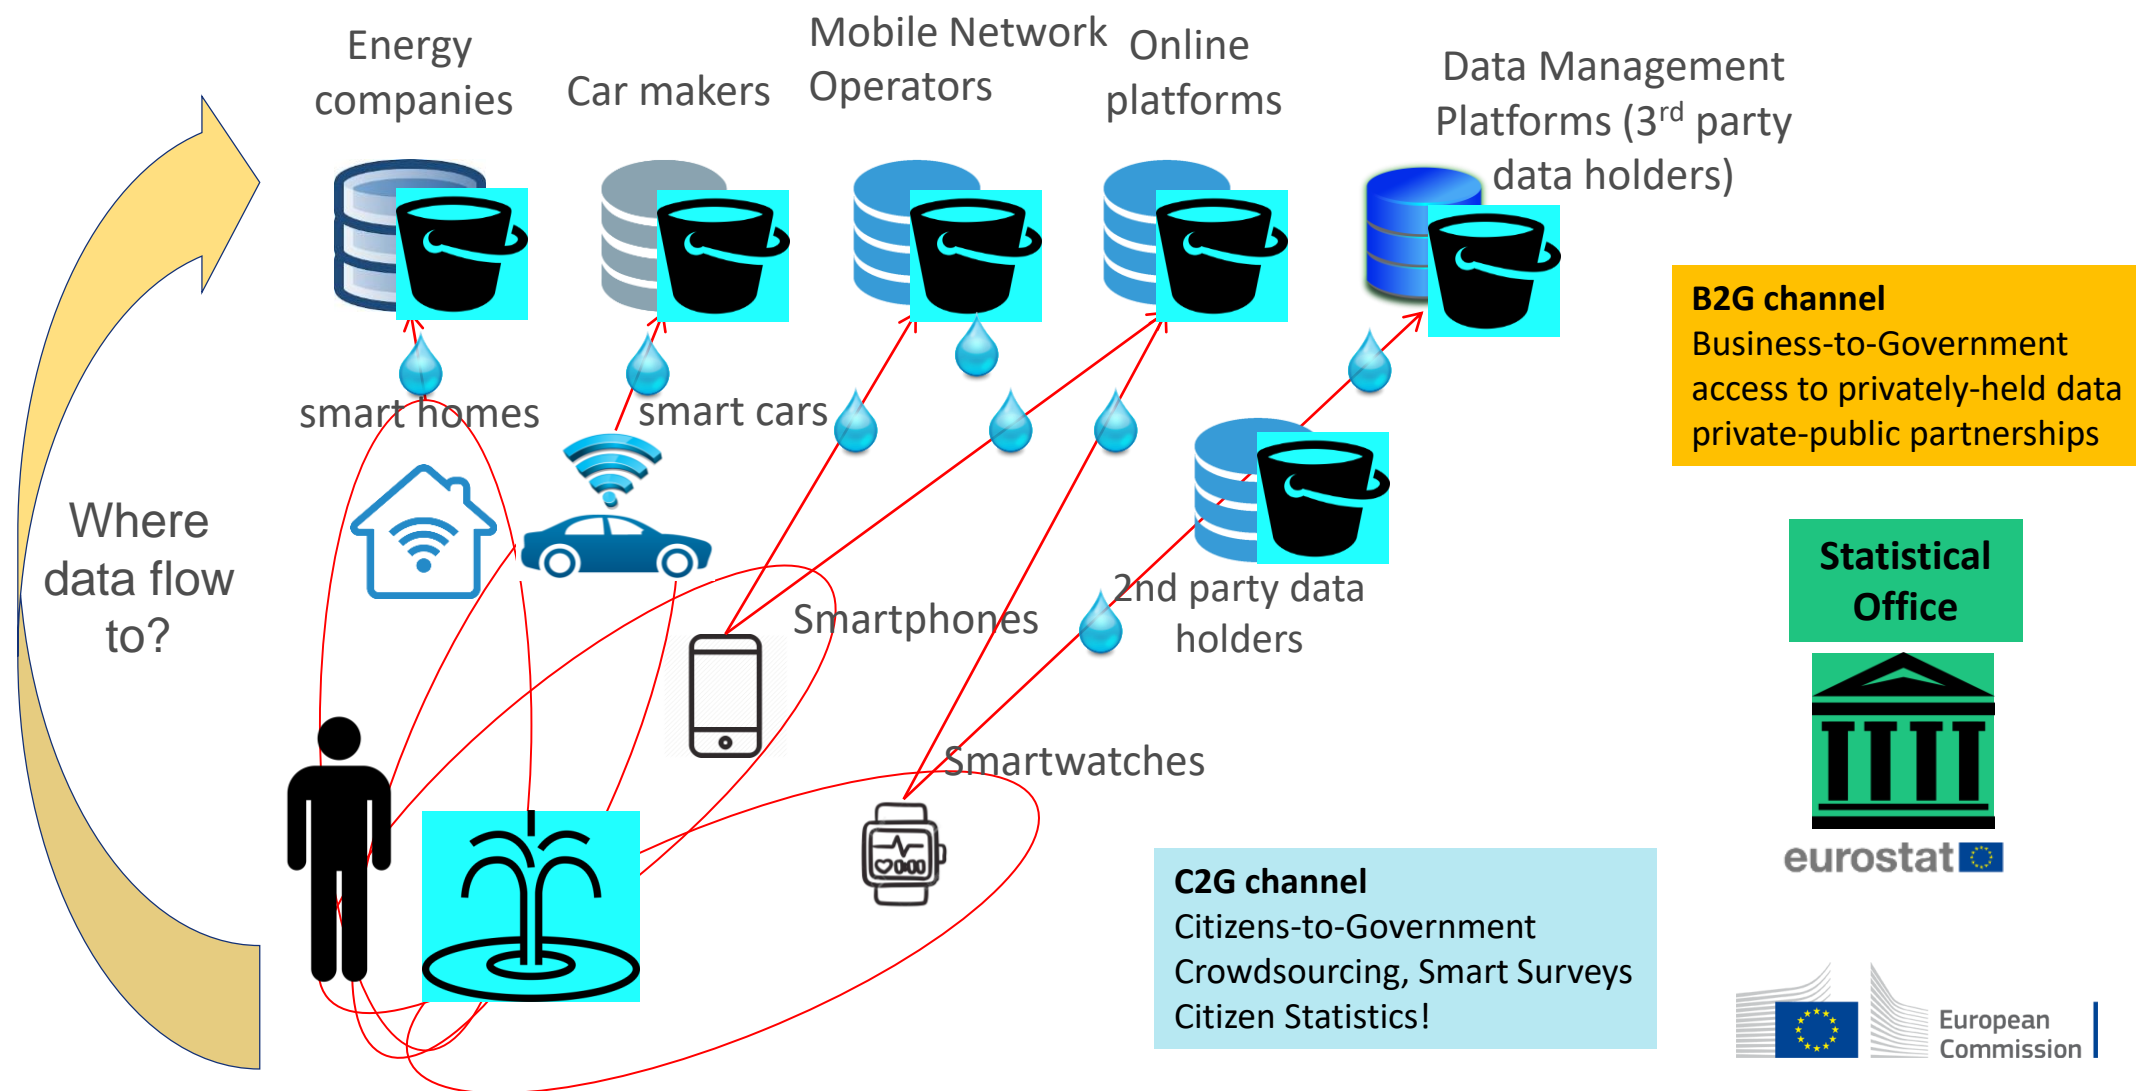 Energy
companies
Car makers
Mobile Network
Operators
Online
platforms
Data Management
Platforms (3rd party
data holders)
B2G channel
Business-to-Government
access to privately-held data
private-public partnerships
smart homes
smart cars
Where
data flow
to?
Smartphones
2nd party data
holders
Statistical
Office
Smartwatches
eurostat
C2G channel
Citizens-to-Government
Crowdsourcing, Smart Surveys
Citizen Statistics!
European
Commission